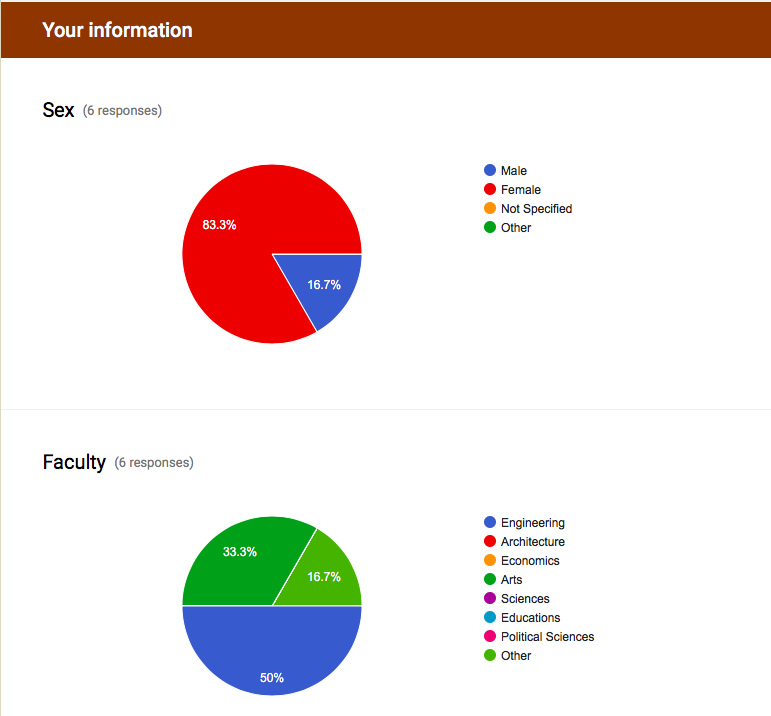 Your information
Sex (6 responses)
83.3%
16.7%
Male
Female
Not Specified
Other
Faculty (6 responses)
33.3%
16.7%
50%
Engineering
Architecture
Economics
Arts
Sciences
Educations
Political Sciences
Other